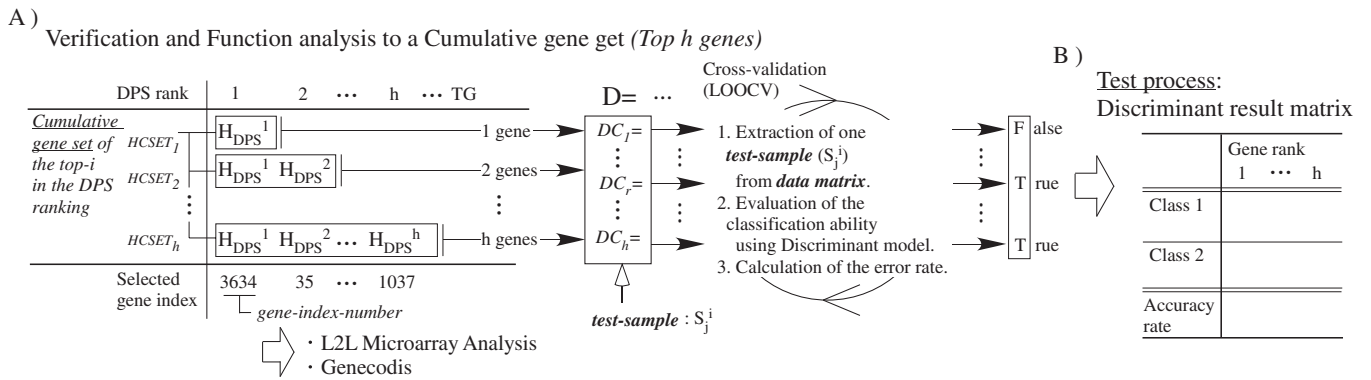 A )
Verification and Function analysis to a Cumulative gene get (Top h genes)
DPS rank 1 2 ··· h ··· TG
Cumulative
gene set of
the top-i
in the DPS
ranking
HCSET1 HDPS1 1 gene
HCSET2 HDPS1 HDPS2 2 genes
HCSETh HDPS1 HDPS2 ··· HDPSh h genes
Selected
gene index
3634 35 ··· 1037
gene-index-number
· L2L Microarray Analysis
· Genecodis
D= ···
DC1=
DCr=
DCh=
test-sample : Sji
Cross-validation
(LOOCV)
1. Extraction of one
test-sample (Sji)
from data matrix.
2. Evaluation of the
classification ability
using Discriminant model.
3. Calculation of the error rate.
F alse
T rue
T rue
B )
Test process:
Discriminant result matrix
Gene rank
1 ··· h
Class 1
Class 2
Accuracy
rate